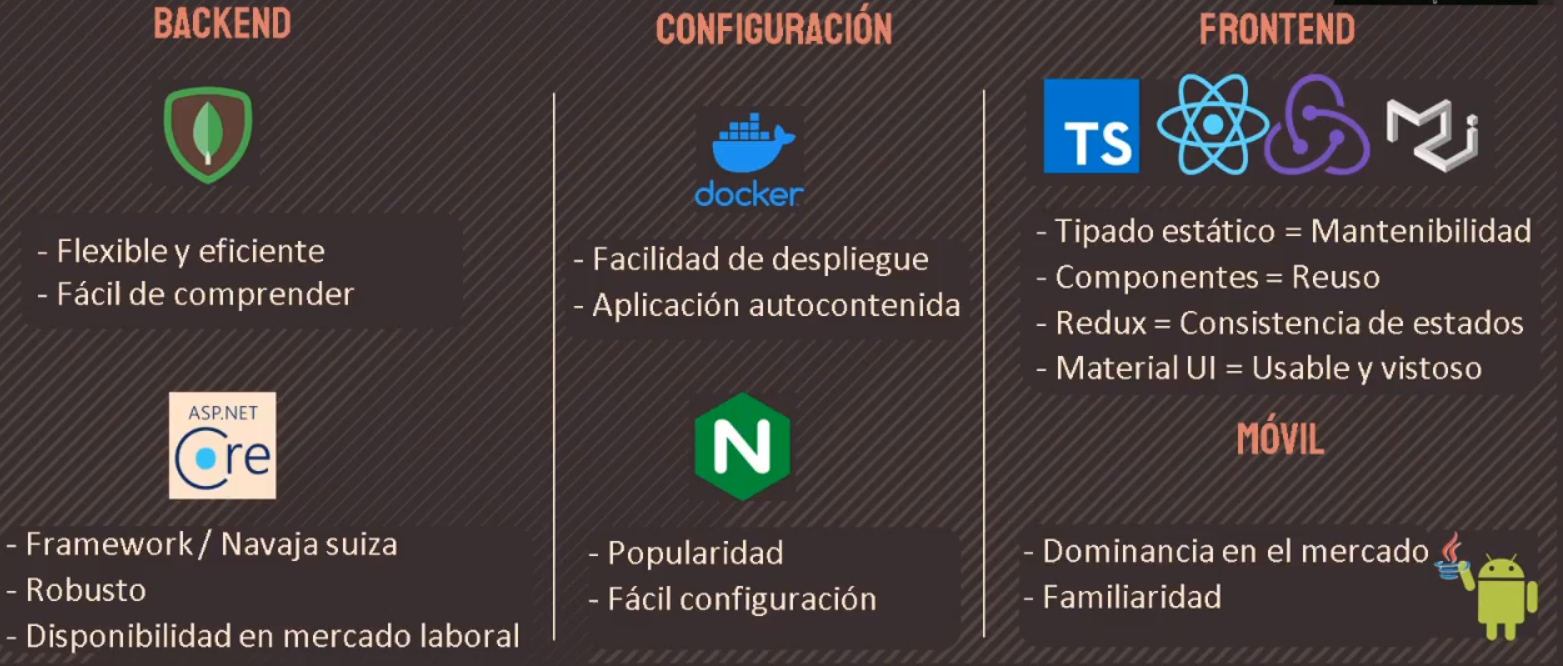 BACKEND
- Flexible y eficiente
- Fácil de comprender
ASP.NET
Core
- Framework / Navaja suiza
- Robusto
- Disponibilidad en mercado laboral
CONFIGURACIÓN
docker
- Facilidad de despliegue
- Aplicación autocontenida
N
- Popularidad
- Fácil configuración
FRONTEND
TS
- Tipado estático = Mantenibilidad
- Componentes = Reuso
- Redux = Consistencia de estados
- Material UI = Usable y vistoso
MÓVIL
- Dominancia en el mercado
- Familiaridad